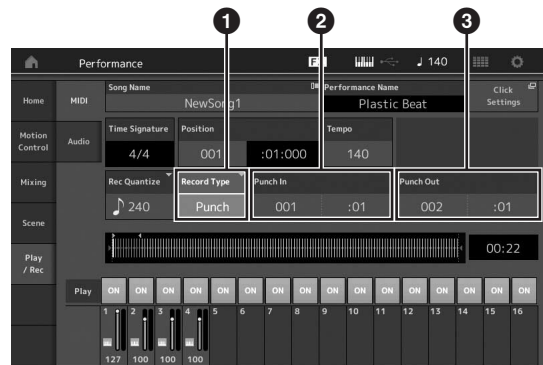 1 2 3
Performance 140
Home MIDI Song Name NewSong1 Performance Name Plastic Beat Click Settings
Motion Control Audio Time Signature 4/4 Position 001 :01:000 Tempo 140
Mixing Rec Quantize 240 Record Type Punch Punch In 001 :01 Punch Out 002 :01
Scene
Play / Rec 00:22
Play ON ON ON ON ON ON ON ON ON ON ON ON ON ON ON ON
1 2 3 4 5 6 7 8 9 10 11 12 13 14 15 16
127 100 100 100